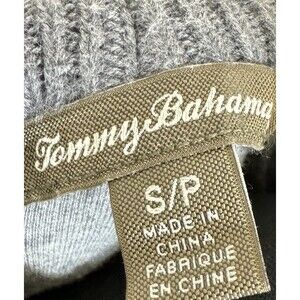 Tommy Bahama
S/P
MADE IN
CHINA
FABRIQUE
EN CHINE